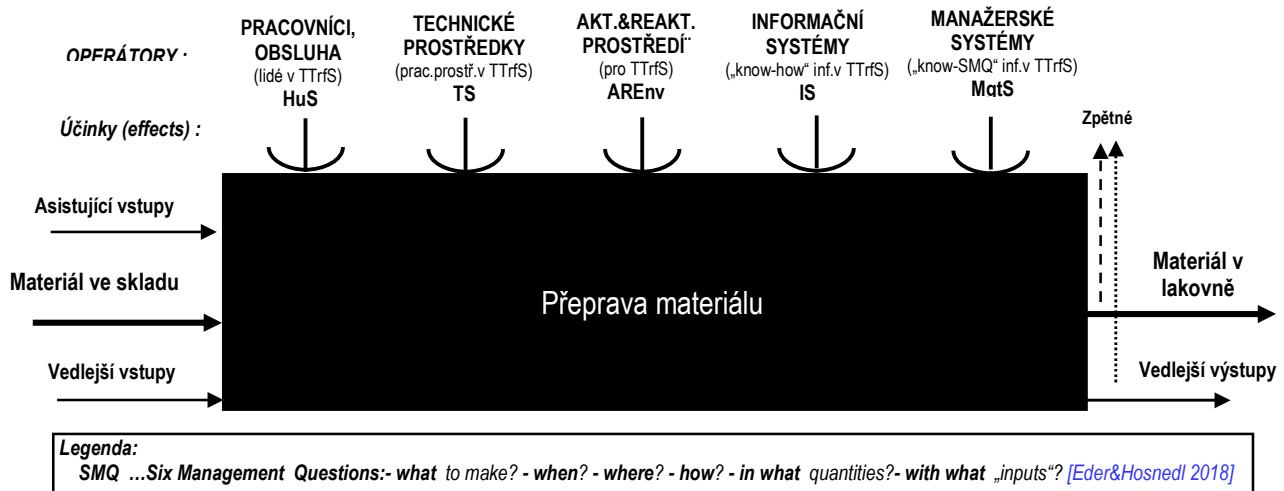 OPERÁTORY :
PRACOVNÍCI,
OBSLUHA
(lidé v TTrfS)
HuS
TECHNICKÉ
PROSTŘEDKY
(prac.prostř.v TTrfS)
TS
AKT.&REAKT.
PROSTŘEDÍ¨
(pro TTrfS)
AREnv
INFORMAČNÍ
SYSTÉMY
(„know-how“ inf.v TTrfS)
IS
MANAŽERSKÉ
SYSTÉMY
(„know-SMQ“ inf.v TTrfS)
MgtS
Účinky (effects) :
Zpětné
Asistující vstupy
Materiál ve skladu
Vedlejší vstupy
Přeprava materiálu
Materiál v
lakovně
Vedlejší výstupy
Legenda:
SMQ ...Six Management Questions:- what to make? - when? - where? - how? - in what quantities?- with what „inputs“? [Eder&Hosnedl 2018]